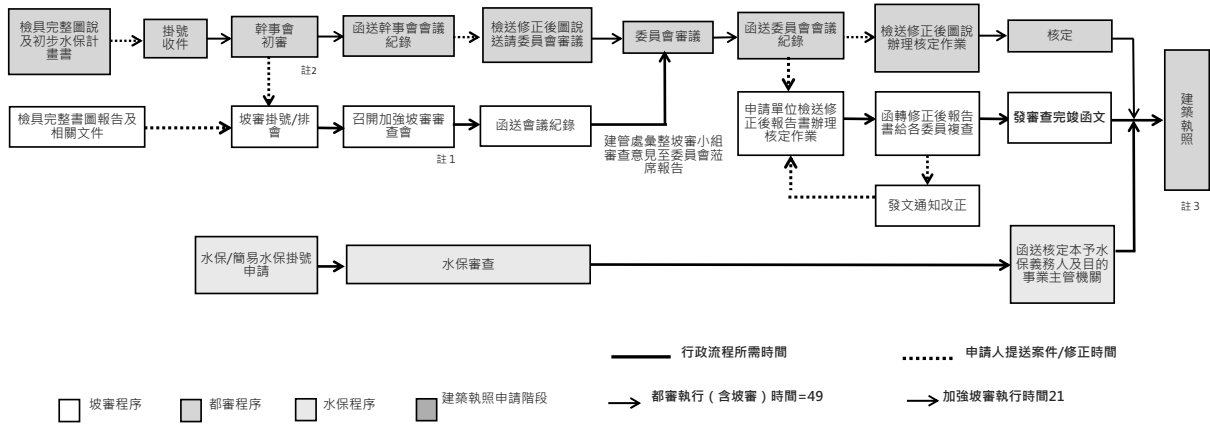 檢具完整圖說
及初步水保計
畫書
掛號
收件
幹事會
初審
註2
函送幹事會會議
紀錄
檢送修正後圖說
送請委員會審議
委員會審議
函送委員會會議
紀錄
檢送修正後圖說
辦理核定作業
核定
建
築
執
照
註3
檢具完整書圖報告及
相關文件
坡審掛號/排
會
召開加強坡審審
查會
註1
函送會議紀錄
建管處彙整坡審小組
審查意見至委員會蒞
席報告
申請單位檢送修
正後報告書辦理
核定作業
函轉修正後報告
書給各委員複查
發審查完竣函文
發文通知改正
水保/簡易水保掛號
申請
水保審查
函送核定本予水
保義務人及目的
事業主管機關
行政流程所需時間
申請人提送案件/修正時間
坡審程序
都審程序
水保程序
建築執照申請階段
都審執行（含坡審）時間=49
加強坡審執行時間21